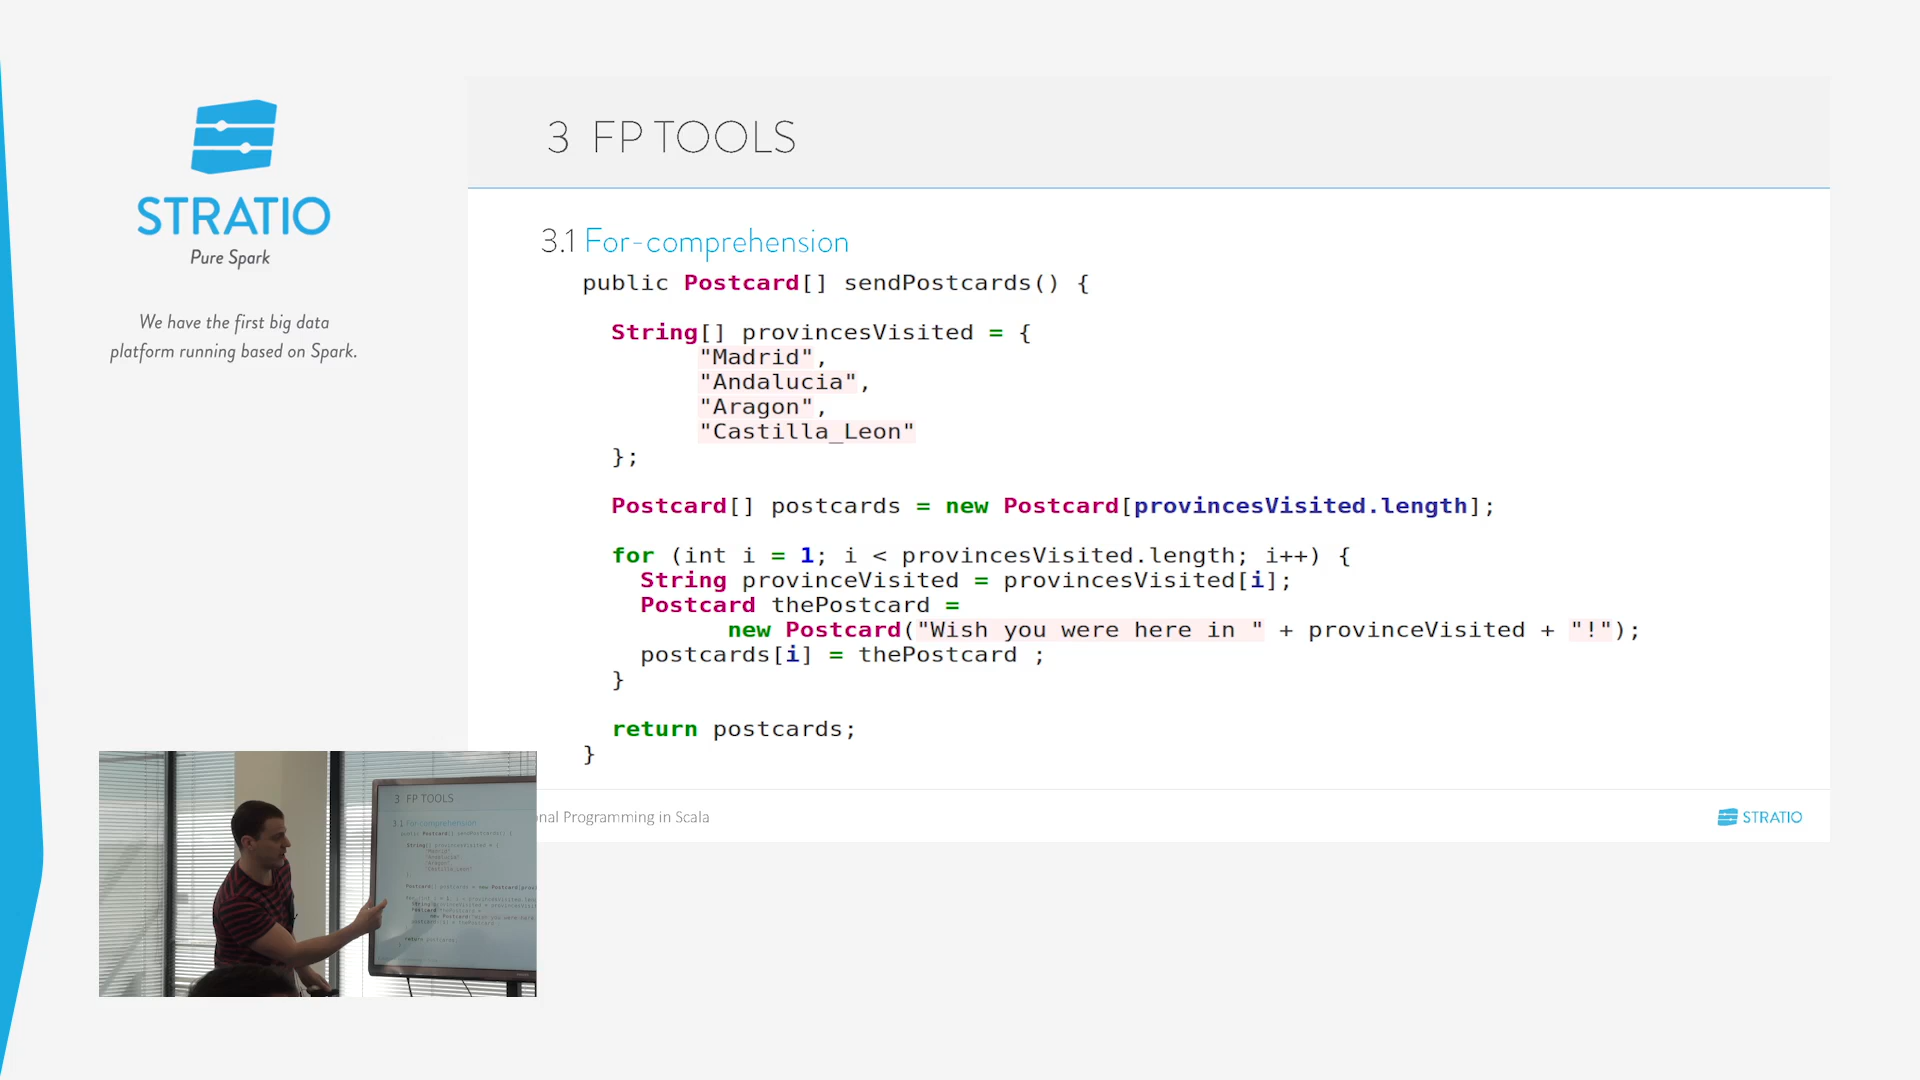 STRATIO
Pure Spark
We have the first big data
platform running based on Spark.
3 FP TOOLS
3.1 For-comprehension
public Postcard[] sendPostcards() {
String[] provincesVisited = {
"Madrid",
"Andalucia",
"Aragon",
"Castilla_Leon"
};
Postcard[] postcards = new Postcard[provincesVisited.length];
for (int i = 1; i < provincesVisited.length; i++) {
String provinceVisited = provincesVisited[i];
Postcard thePostcard =
new Postcard("Wish you were here in " + provinceVisited + "!");
postcards[i] = thePostcard ;
}
return postcards;
}
Programming in Scala
STRATIO
3 FP TOOLS
3.1 For-comprehension
public Postcard[] sendPostcards() {